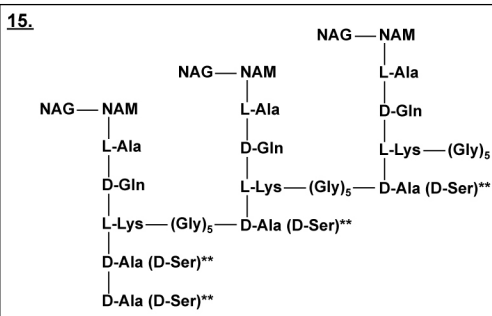 15.
NAG — NAM
NAG — NAM
L-Ala
NAG — NAM
L-Ala
D-Gln
L-Ala
D-Gln
L-Lys — (Gly)₅
D-Gln
L-Lys — (Gly)₅ — D-Ala (D-Ser)**
L-Lys — (Gly)₅ — D-Ala (D-Ser)**
D-Ala (D-Ser)**
D-Ala (D-Ser)**